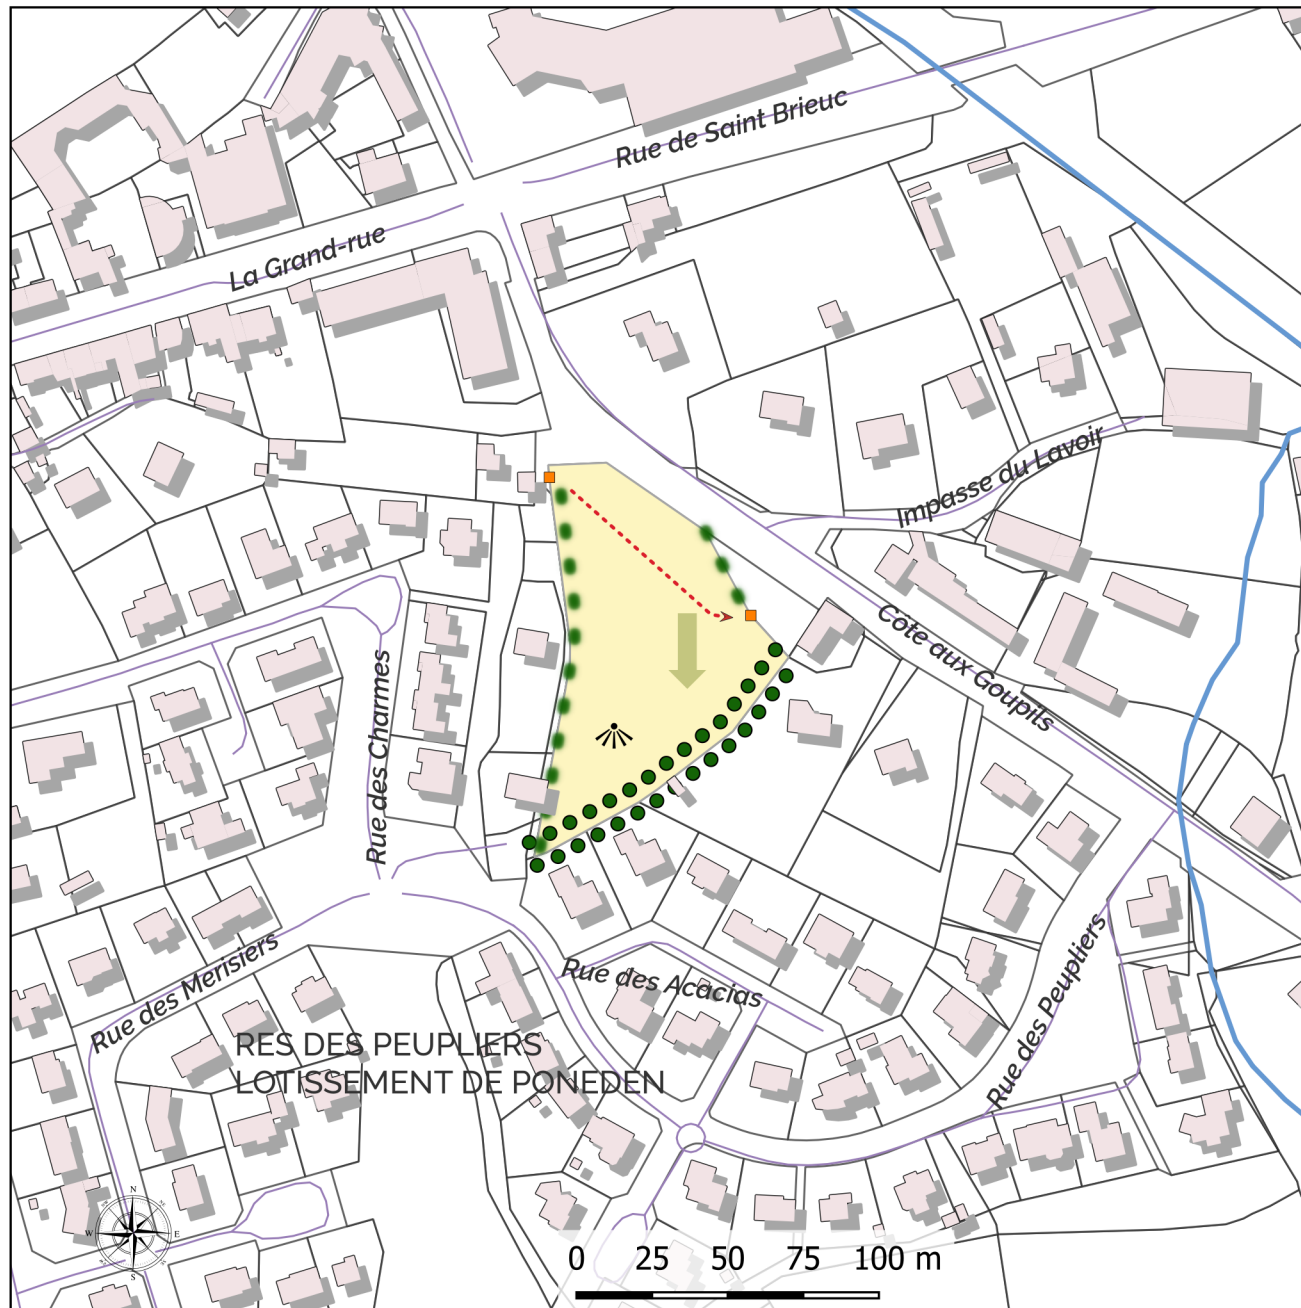 Rue de Saint Brieuc
La Grand-rue
Impasse du Lavoir
Côte aux Goupils
Rue des Charmes
Rue des Merisiers
Rue des Acacias
Rue des Peupliers
RES DES PEUPLIERS
LOTISSEMENT DE PONEDEN
N
W E
S
0 25 50 75 100 m